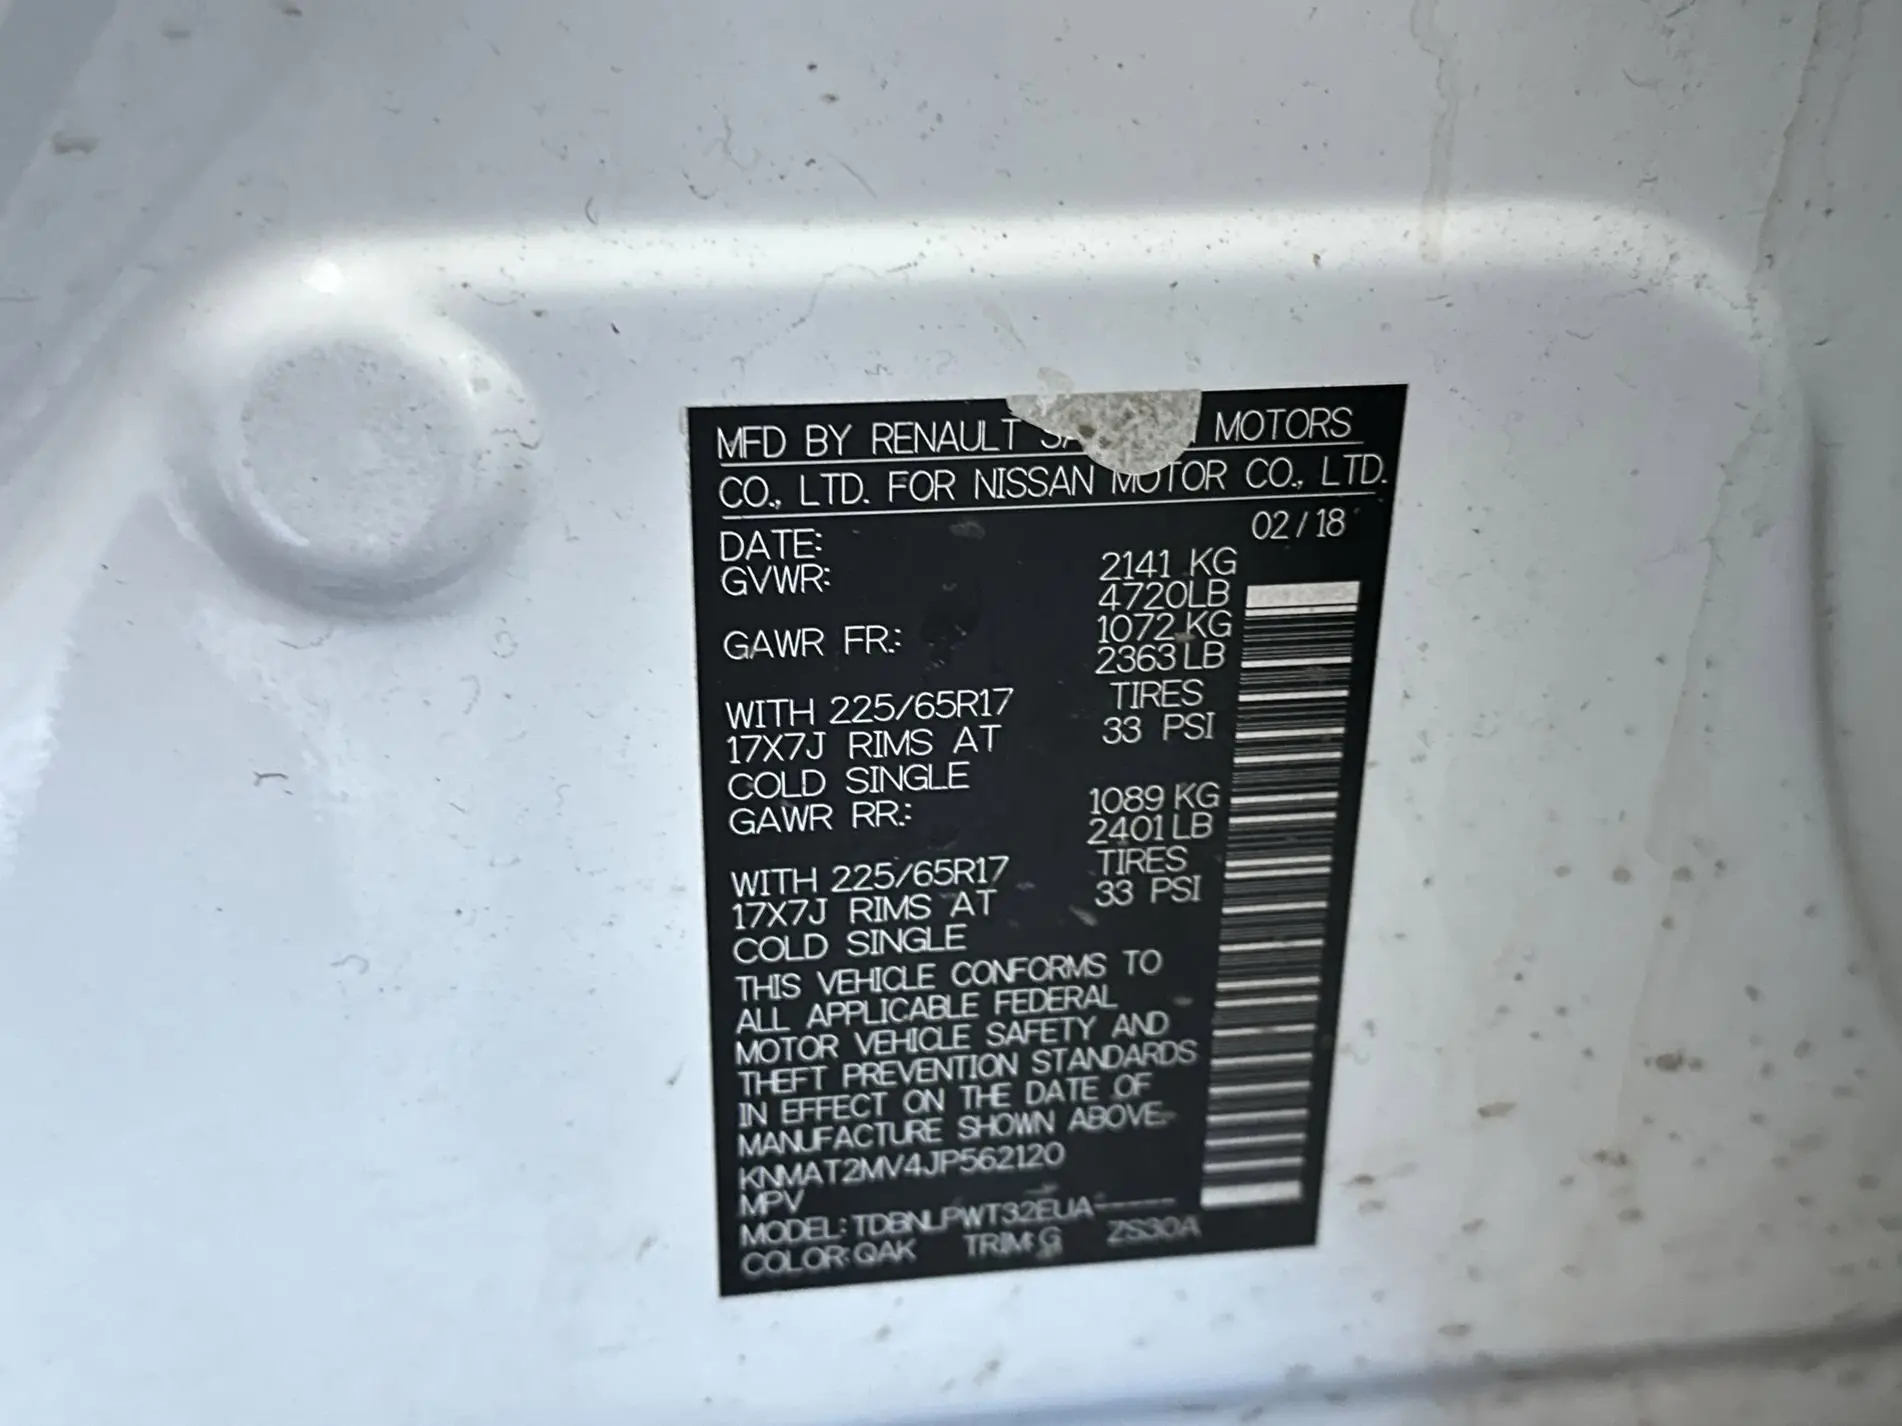 MFD BY RENAULT MOTORS
CO., LTD. FOR NISSAN MOTOR CO., LTD.
DATE: 02/18
GVWR: 2141 KG
4720LB
GAWR FR.: 1072 KG
2363LB
WITH 225/65R17 TIRES
17X7J RIMS AT 33 PSI
COLD SINGLE
GAWR RR.: 1089 KG
2401LB
WITH 225/65R17 TIRES
17X7J RIMS AT 33 PSI
COLD SINGLE
THIS VEHICLE CONFORMS TO
ALL APPLICABLE FEDERAL
MOTOR VEHICLE SAFETY AND
THEFT PREVENTION STANDARDS
IN EFFECT ON THE DATE OF
MANUFACTURE SHOWN ABOVE.
KNMAT2MV4JP562120
MPV
MODEL: TDBNLPWT32EUA-----
COLOR:QAK TRIM:G ZS30A